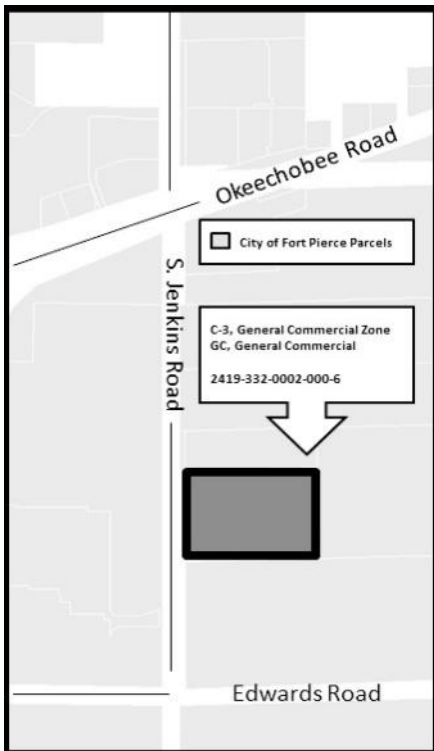 Okeechobee Road
City of Fort Pierce Parcels
S. Jenkins Road
C-3, General Commercial Zone
GC, General Commercial
2419-332-0002-000-6
Edwards Road